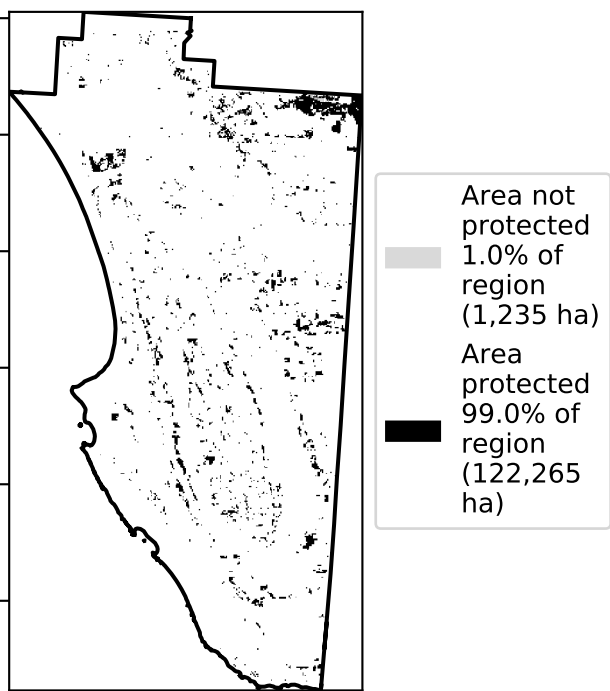 Area not
protected
1.0% of
region
(1,235 ha)
Area
protected
99.0% of
region
(122,265
ha)